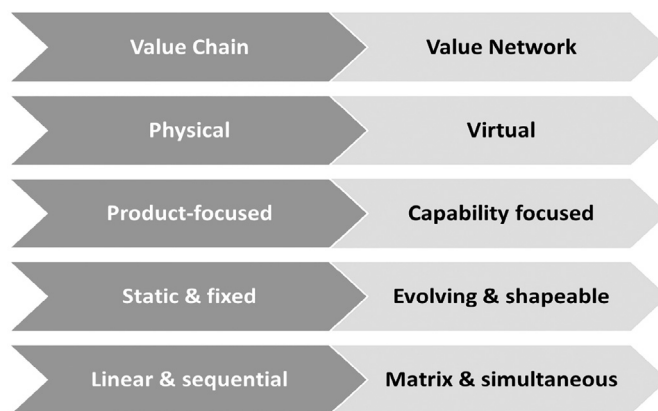 Value Chain
Value Network
Physical
Virtual
Product-focused
Capability focused
Static & fixed
Evolving & shapeable
Linear & sequential
Matrix & simultaneous